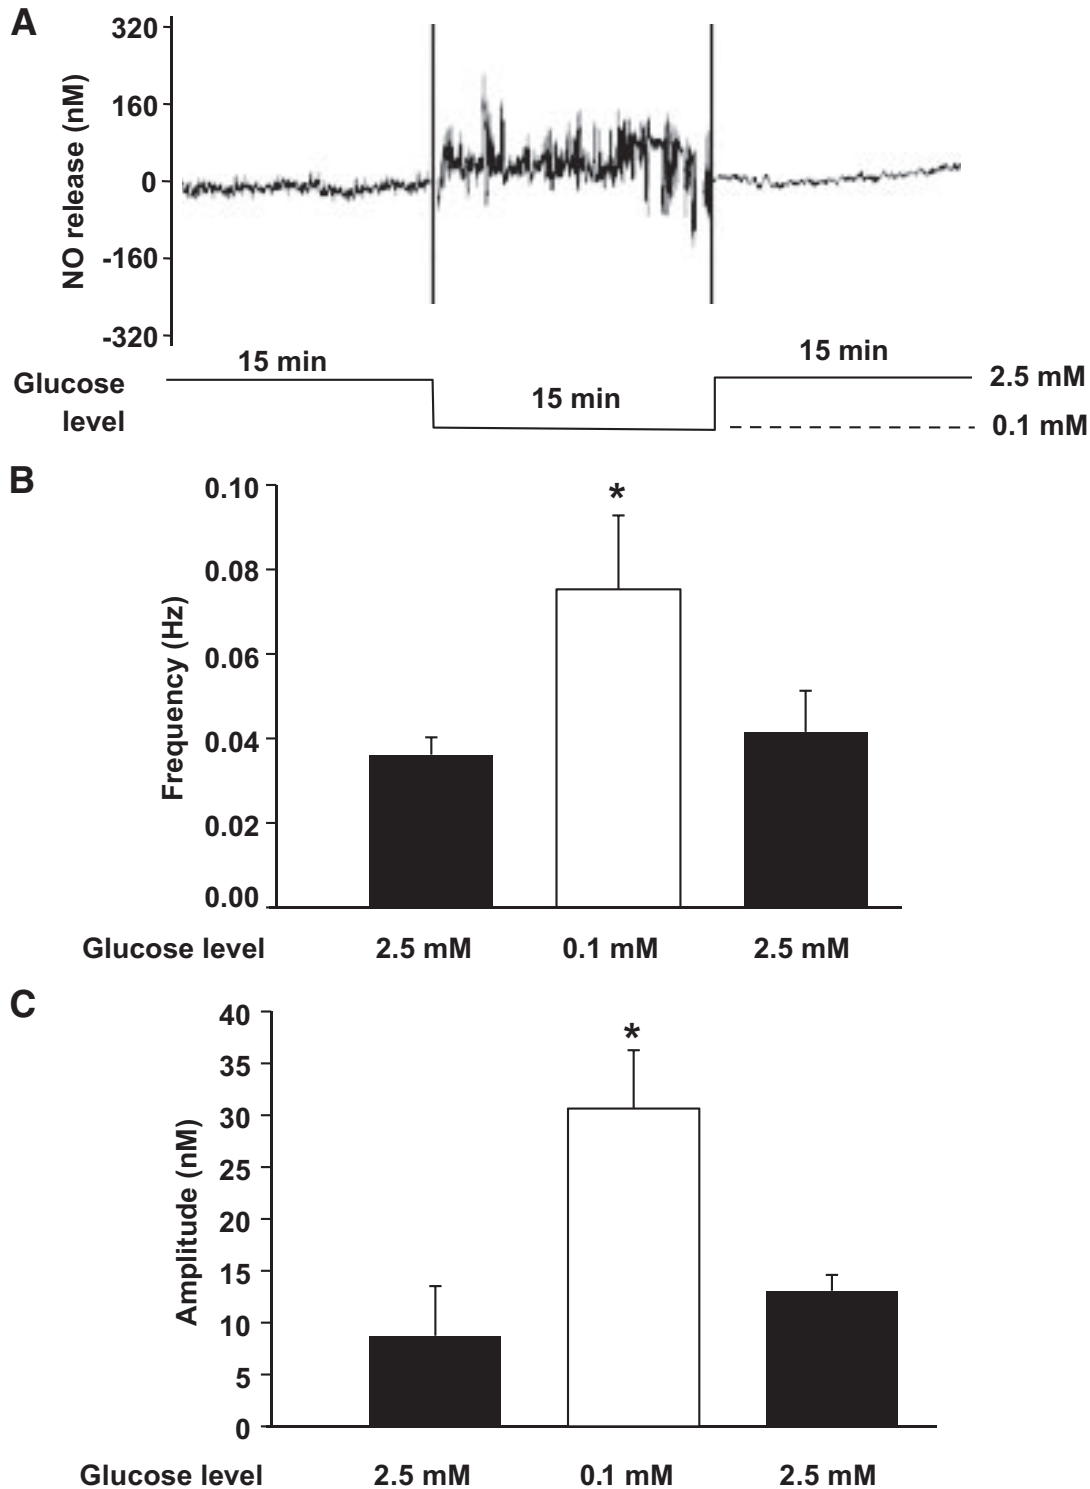 A
320
160
0
-160
-320
NO release (nM)
15 min
15 min
15 min
Glucose
level
2.5 mM
0.1 mM
B
0.10
0.08
0.06
0.04
0.02
0.00
Frequency (Hz)
*
Glucose level 2.5 mM 0.1 mM 2.5 mM
C
40
35
30
25
20
15
10
5
0
Amplitude (nM)
*
Glucose level 2.5 mM 0.1 mM 2.5 mM